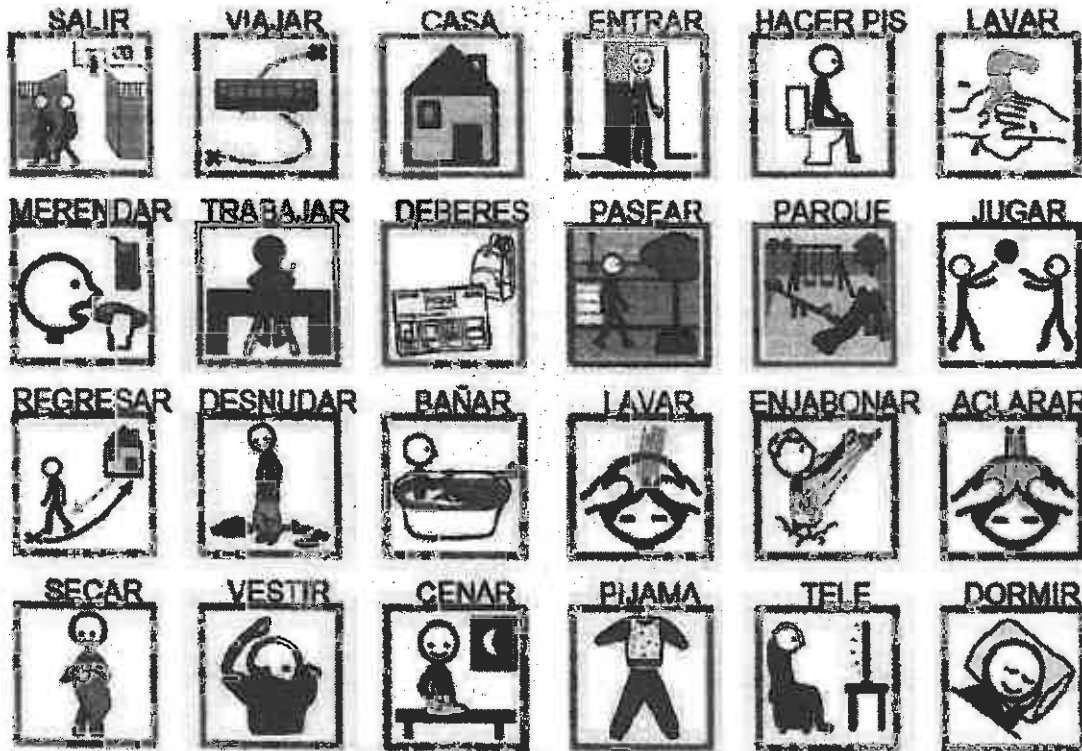 SALIR VIAJAR CASA ENTRAR HACER PIS LAVAR
MERENDAR TRABAJAR DEBERES PASEAR PARQUE JUGAR
REGRESAR DESNUDAR BAÑAR LAVAR ENJABONAR ACLARAR
SECAR VESTIR CENAR PIJAMA TELE DORMIR